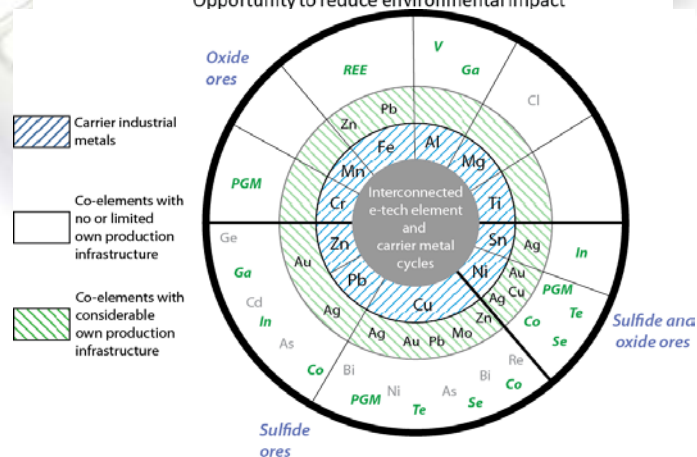 Opportunity to reduce environmental impact
Oxide
ores
Carrier industrial
metals
Co-elements with
no or limited
own production
infrastructure
Co-elements with
considerable
own production
infrastructure
REE
V
Ga
Cl
PGM
Zn
Pb
Cr
Mn
Fe
Al
Mg
Ti
Interconnected
e-tech element
and
carrier metal
cycles
Zn
Pb
Cu
Ni
Sn
Au
Ag
Ag
Au
Pb
Mo
Zn
Ag
Cu
Au
Ag
Ge
Ga
Cd
In
As
Co
Bi
PGM
Ni
Te
As
Se
Bi
Co
Re
In
PGM
Te
Co
Se
Sulfide and
oxide ores
Sulfide
ores